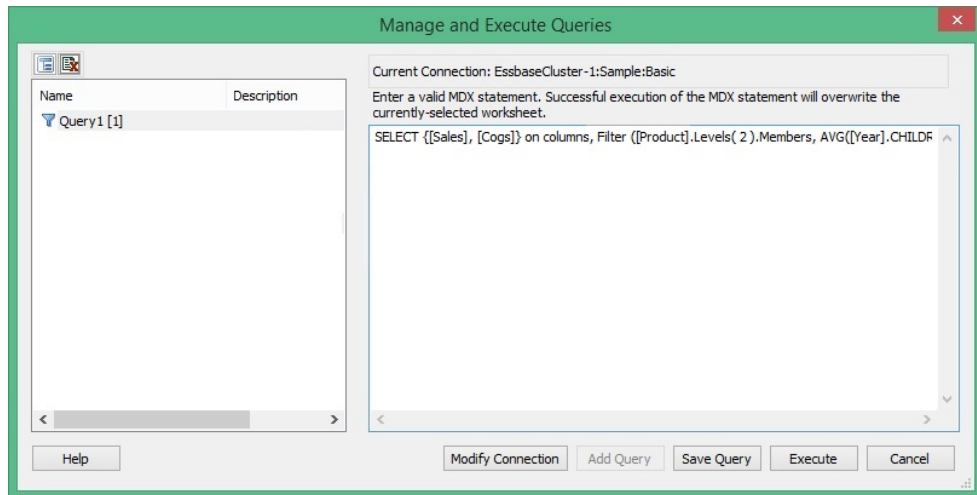 Manage and Execute Queries
Name Description
Query1 [1]
Current Connection: EssbaseCluster-1:Sample:Basic
Enter a valid MDX statement. Successful execution of the MDX statement will overwrite the
currently-selected worksheet.
SELECT {[Sales], [Cogs]} on columns, Filter ([Product].Levels( 2 ).Members, AVG([Year].CHILDR
Help Modify Connection Add Query Save Query Execute Cancel